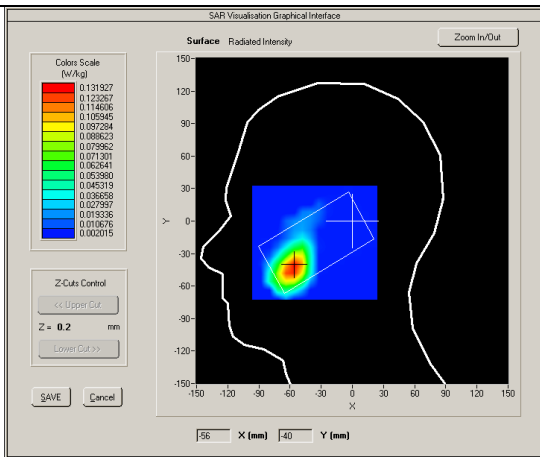 SAR Visualisation Graphical Interface
Surface Radiated Intensity
Zoom In/Out
Colors Scale
(W/kg)
0.131927
0.123267
0.114606
0.105945
0.097284
0.088623
0.079962
0.071301
0.062641
0.053980
0.045319
0.036658
0.027997
0.019336
0.010676
0.002015
Z-Cuts Control
<< Upper Cut
Z = 0.2 mm
Lower Cut >>
SAVE Cancel
150-
120-
90-
60-
30-
Y 0-
-30-
-60-
-90-
-120-
-150-
-150 -120 -90 -60 -30 0 30 60 90 120 150
X
-56 X (mm) -40 Y (mm)